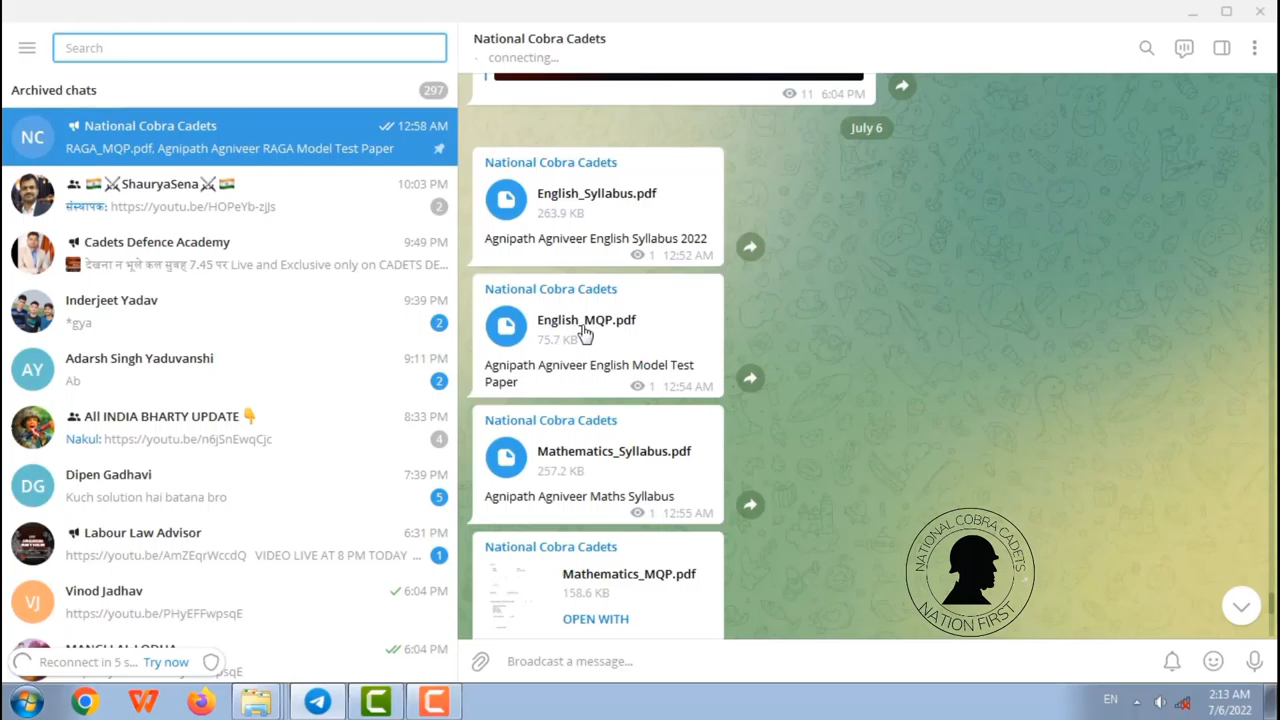 Search
Archived chats
297
NC
National Cobra Cadets
12:58 AM
RAGA_MQP.pdf, Agnipath Agniveer RAGA Model Test Paper
🇮🇳 ⚔ShauryaSena⚔ 🇮🇳
10:03 PM
संस्थापक: https://youtu.be/HOPeYb-zjJs
2
Cadets Defence Academy
9:49 PM
देखना न भूले कल सुवह 7.45 पर Live and Exclusive only on CADETS DE...
Inderjeet Yadav
9:39 PM
*gya
2
AY
Adarsh Singh Yaduvanshi
9:11 PM
Ab
2
All INDIA BHARTY UPDATE 👇
8:33 PM
Nakul: https://youtu.be/n6jSnEwqCjc
4
DG
Dipen Gadhavi
7:39 PM
Kuch solution hai batana bro
5
Labour Law Advisor
6:31 PM
https://youtu.be/AmZEqrWccdQ VIDEO LIVE AT 8 PM TODAY ...
1
VJ
Vinod Jadhav
6:04 PM
https://youtu.be/PHyEFFwpsqE
6:04 PM
Reconnect in 5 s... Try now
National Cobra Cadets
connecting...
11 6:04 PM
July 6
National Cobra Cadets
English_Syllabus.pdf
263.9 KB
Agnipath Agniveer English Syllabus 2022
1 12:52 AM
National Cobra Cadets
English_MQP.pdf
75.7 KB
Agnipath Agniveer English Model Test
Paper
1 12:54 AM
National Cobra Cadets
Mathematics_Syllabus.pdf
257.2 KB
Agnipath Agniveer Maths Syllabus
1 12:55 AM
National Cobra Cadets
Mathematics_MQP.pdf
158.6 KB
OPEN WITH
NATIONAL COBRA CADETS
NATION FIRST
Broadcast a message...
EN
2:13 AM
7/6/2022